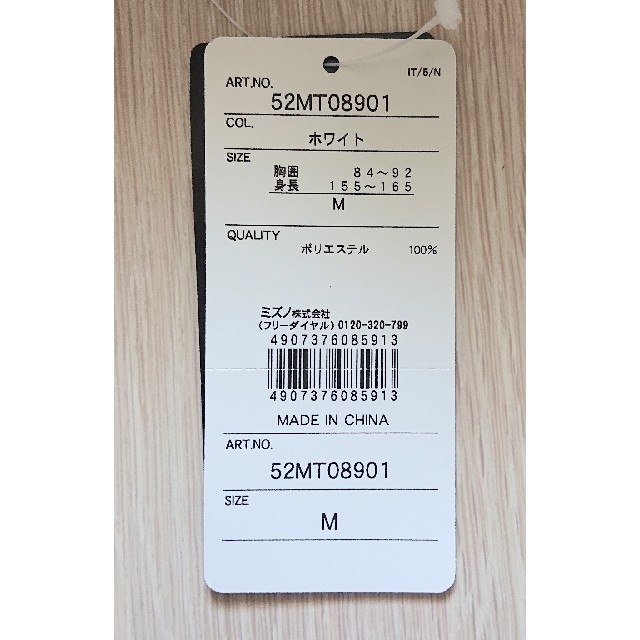 IT/5/N
ART.NO.
52MT08901
COL.
ホワイト
SIZE
胸囲 84～92
身長 155～165
M
QUALITY
ポリエステル 100%
ミズノ株式会社
(フリーダイヤル) 0120-320-799
4907376085913
4907376085913
MADE IN CHINA
ART.NO.
52MT08901
SIZE
M